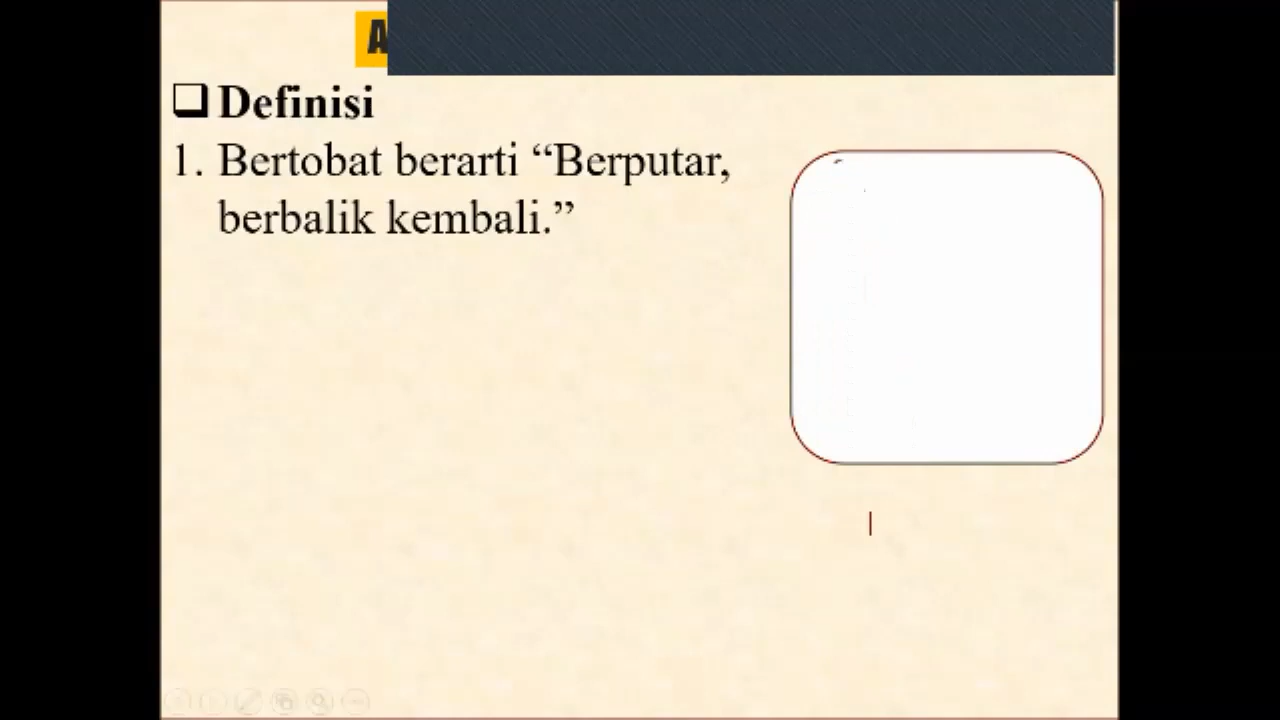 Definisi
1. Bertobat berarti “Berputar,
berbalik kembali.”